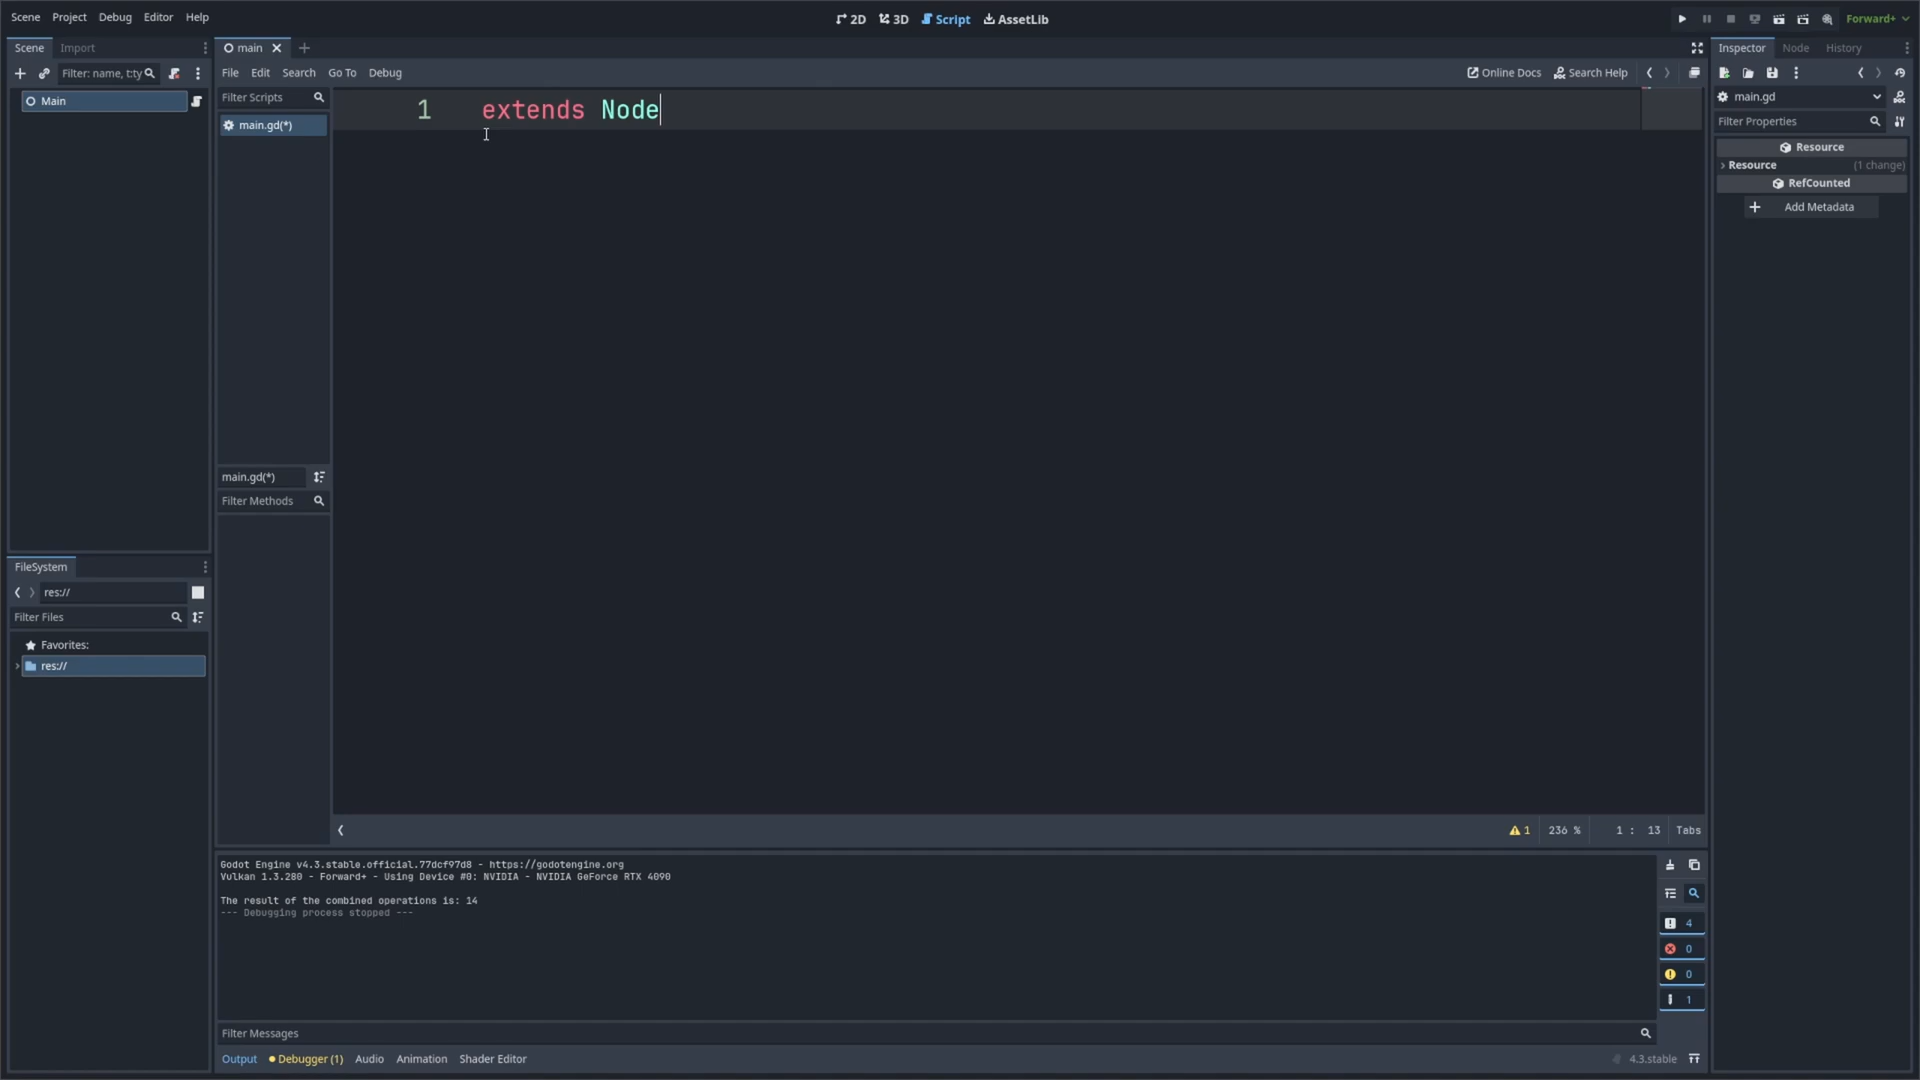 Scene Project Debug Editor Help
2D 3D Script AssetLib
Forward+
Scene Import
Filter: name, t:ty
Main
main
File Edit Search Go To Debug
Online Docs Search Help
Filter Scripts
main.gd(*)
main.gd(*)
Filter Methods
1 extends Node
1 236 % 1 : 13 Tabs
FileSystem
res://
Filter Files
Favorites:
res://
Godot Engine v4.3.stable.official.77dcf97d8 - https://godotengine.org
Vulkan 1.3.280 - Forward+ - Using Device #0: NVIDIA - NVIDIA GeForce RTX 4090
The result of the combined operations is: 14
--- Debugging process stopped ---
4
0
0
1
Filter Messages
Output Debugger (1) Audio Animation Shader Editor
4.3.stable
Inspector Node History
main.gd
Filter Properties
Resource
Resource (1 change)
RefCounted
Add Metadata